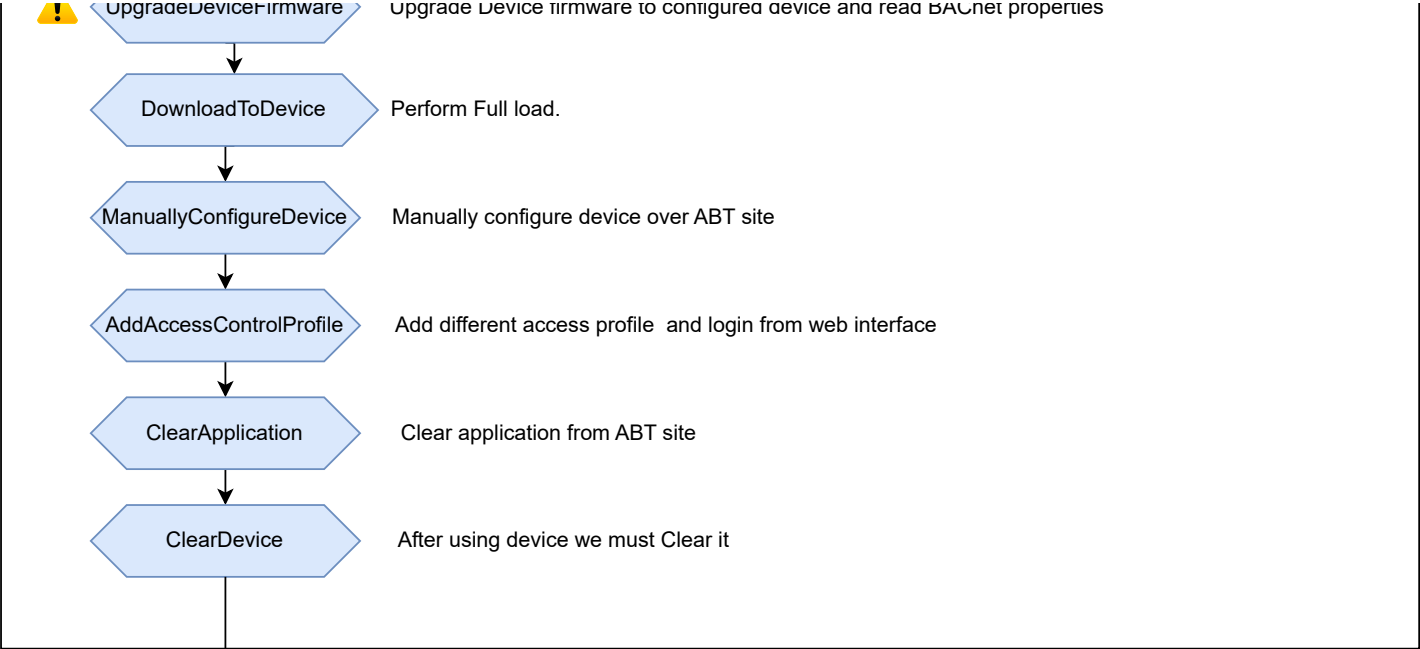 UpgradeDeviceFirmware Upgrade Device firmware to configured device and read BACnet properties
DownloadToDevice Perform Full load.
ManuallyConfigureDevice Manually configure device over ABT site
AddAccessControlProfile Add different access profile and login from web interface
ClearApplication Clear application from ABT site
ClearDevice After using device we must Clear it